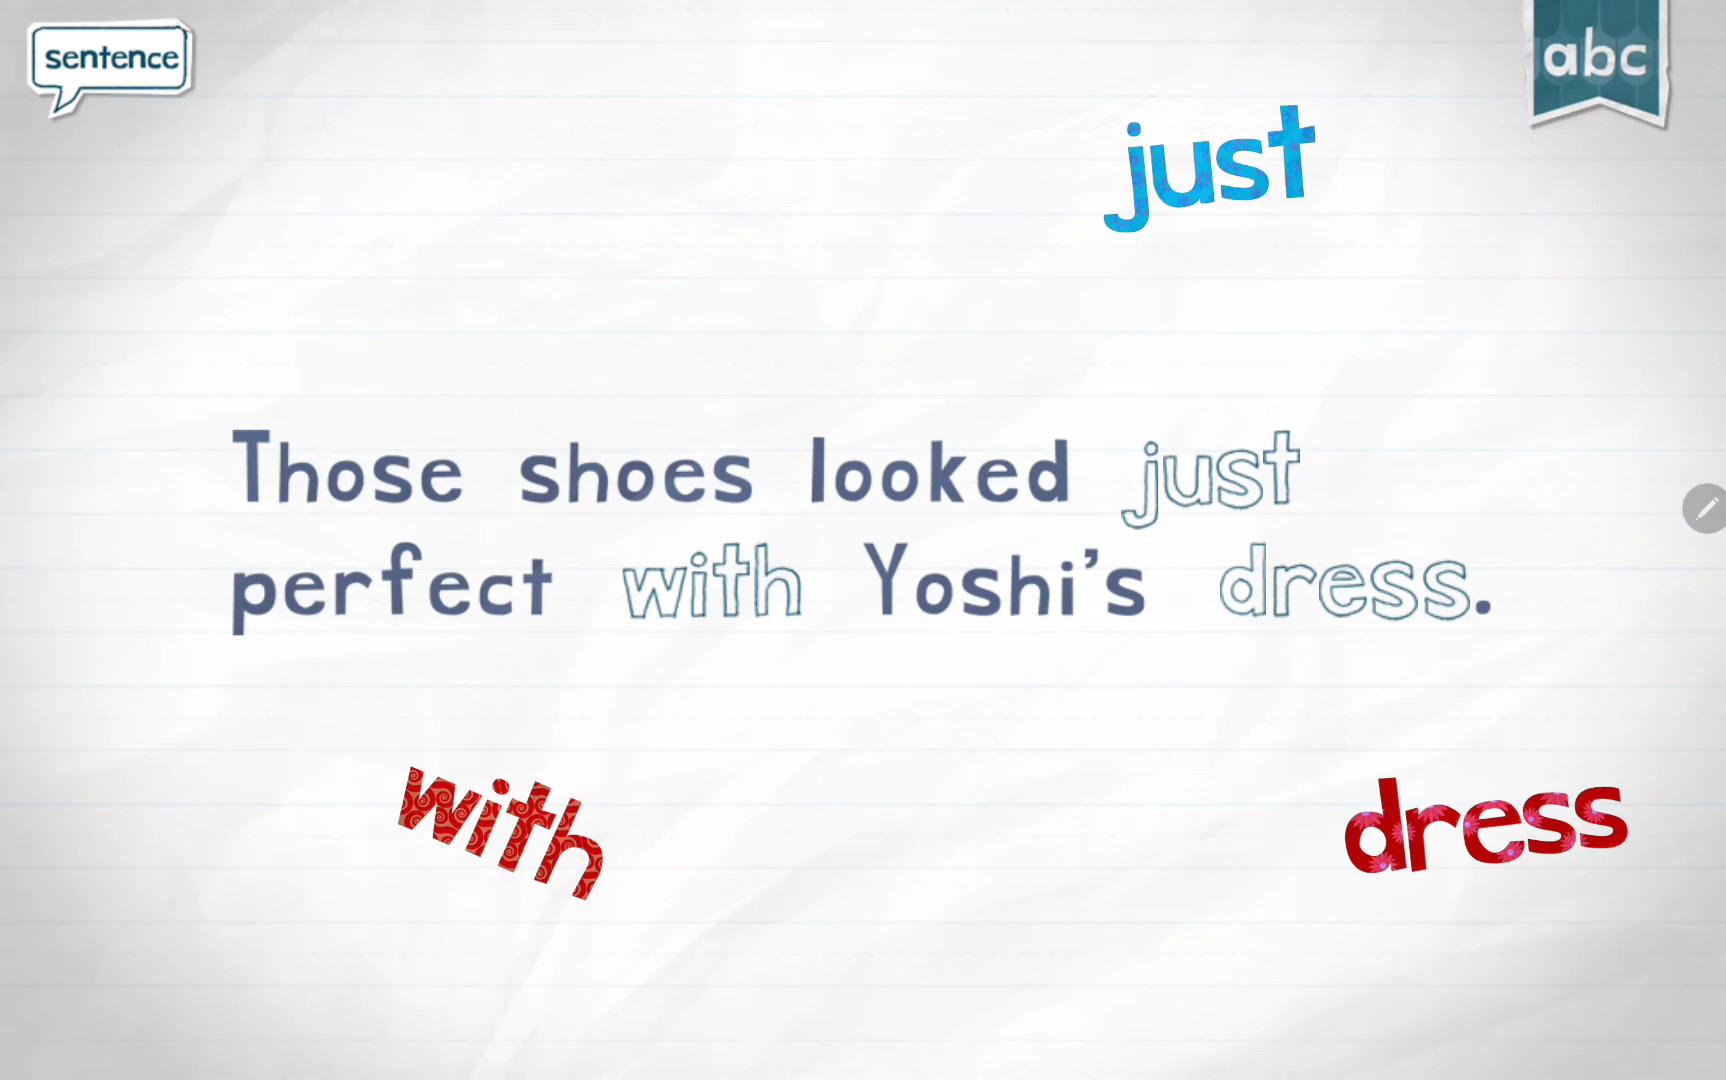 sentence
abc
just
Those shoes looked just
perfect with Yoshi's dress.
with
dress